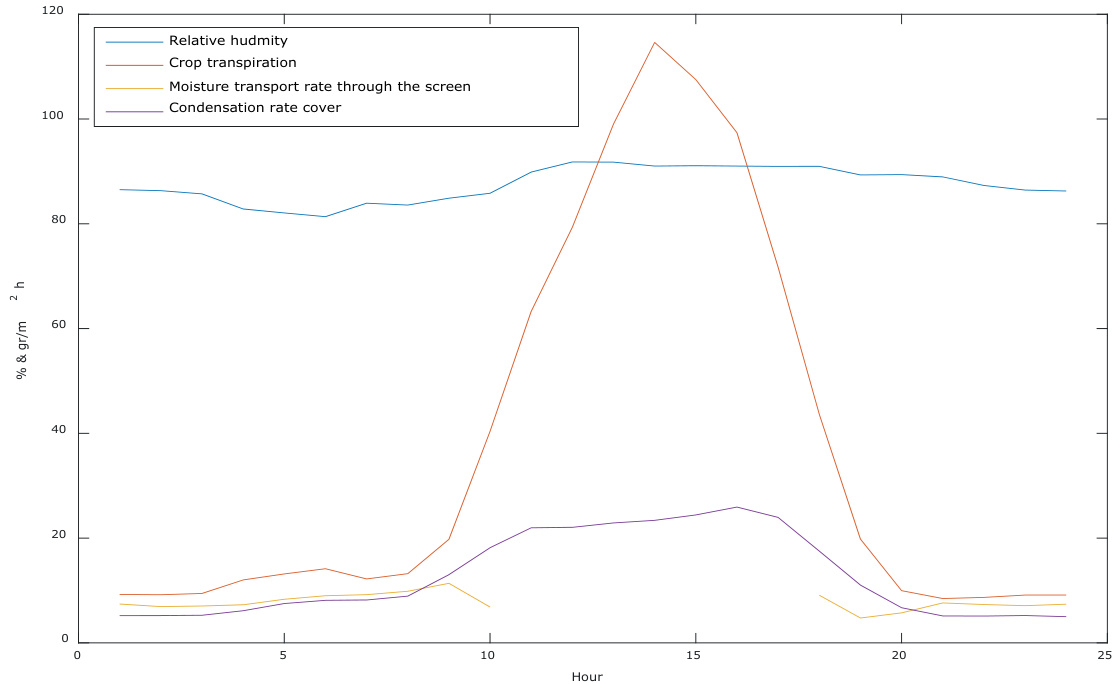 120
100
80
60
40
20
0
% & gr/m 2 h
Relative hudmity
Crop transpiration
Moisture transport rate through the screen
Condensation rate cover
0 5 10 15 20 25
Hour